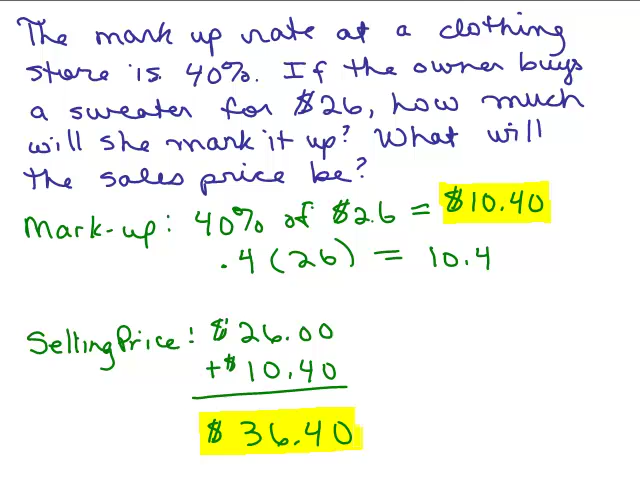 The mark up rate at a clothing
store is 40%. If the owner buys
a sweater for $26, how much
will she mark it up? What will
the sales price be?
Mark-up: 40% of $26 = $10.40
.4 (26) = 10.4
Selling Price: $26.00
+$10.40
$36.40